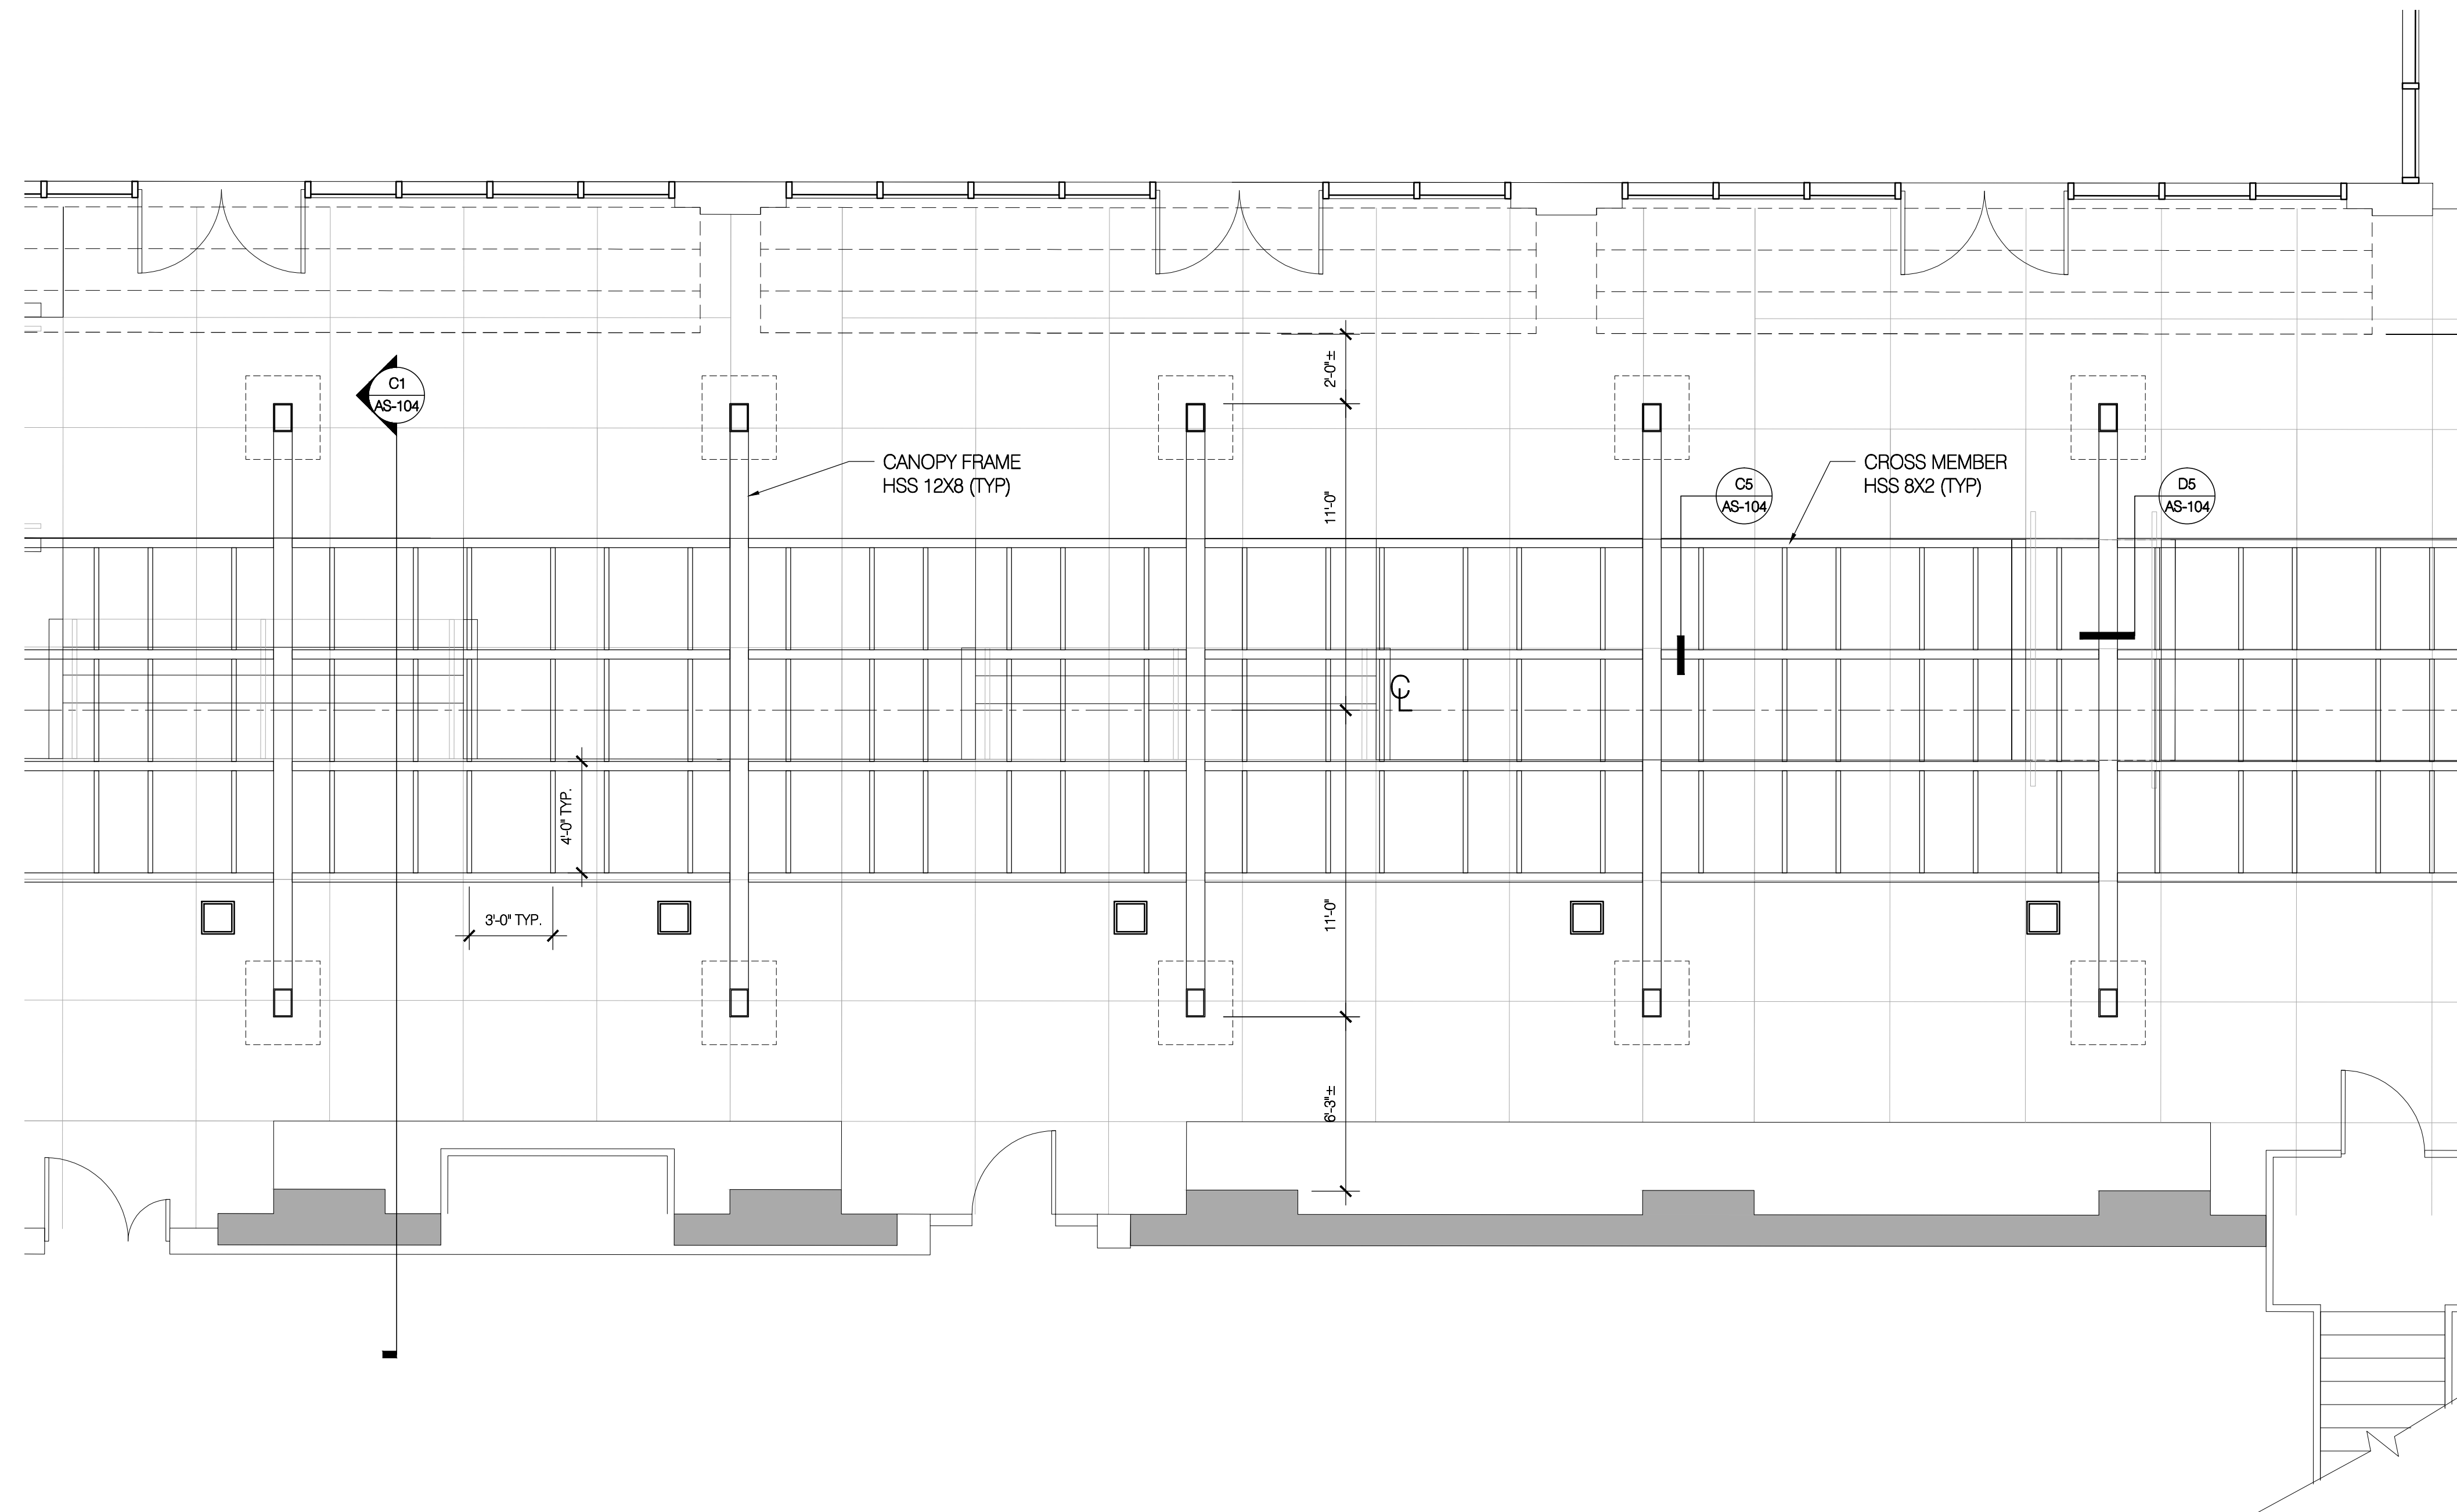 C1
AS-104
2'-0"±
CANOPY FRAME
HSS 12X8 (TYP)
11'-0"
CROSS MEMBER
HSS 8X2 (TYP)
C5
AS-104
D5
AS-104
CL
4'-0" TYP.
3'-0" TYP.
11'-0"
6'-3"±